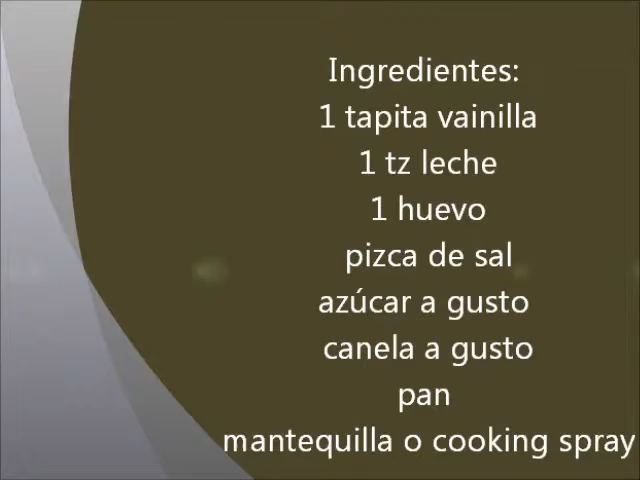 Ingredientes:
1 tapita vainilla
1 tz leche
1 huevo
pizca de sal
azúcar a gusto
canela a gusto
pan
mantequilla o cooking spray